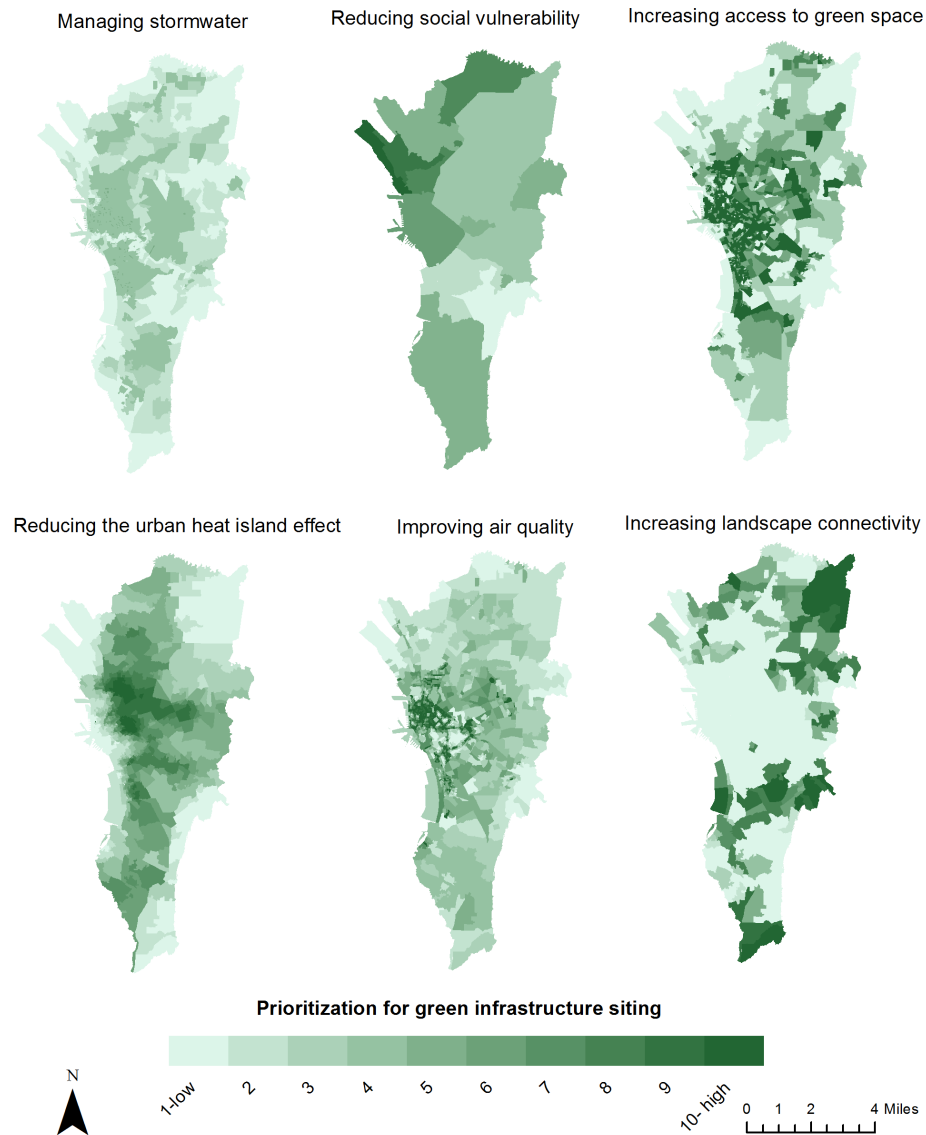 Managing stormwater
Reducing social vulnerability
Increasing access to green space
Reducing the urban heat island effect
Improving air quality
Increasing landscape connectivity
Prioritization for green infrastructure siting
1-low
2
3
4
5
6
7
8
9
10- high
N
0 1 2 4 Miles